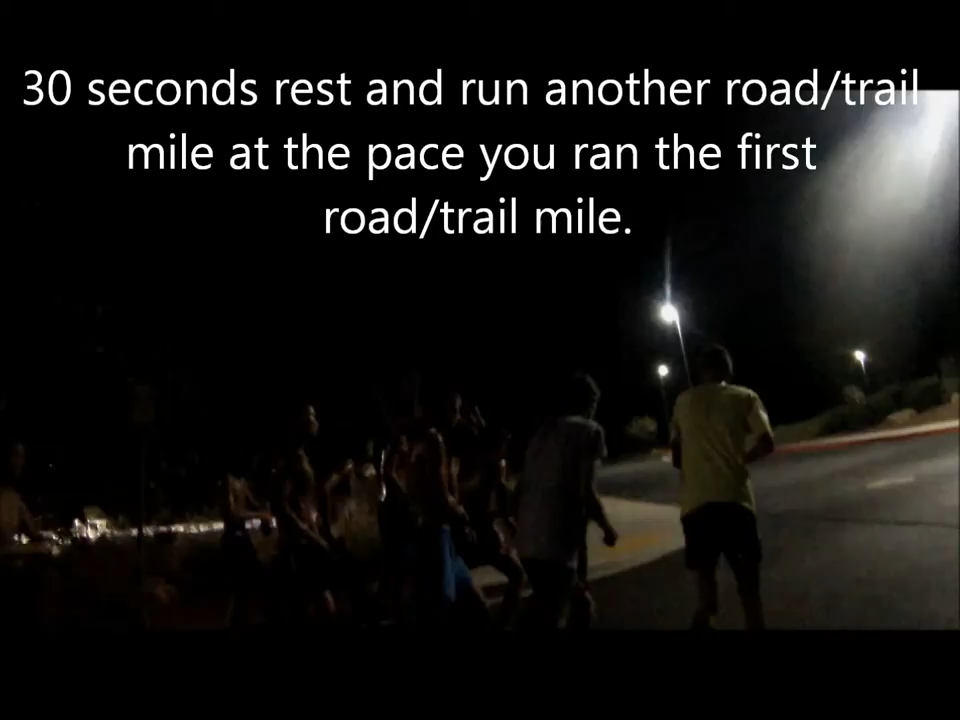 30 seconds rest and run another road/trail
mile at the pace you ran the first
road/trail mile.